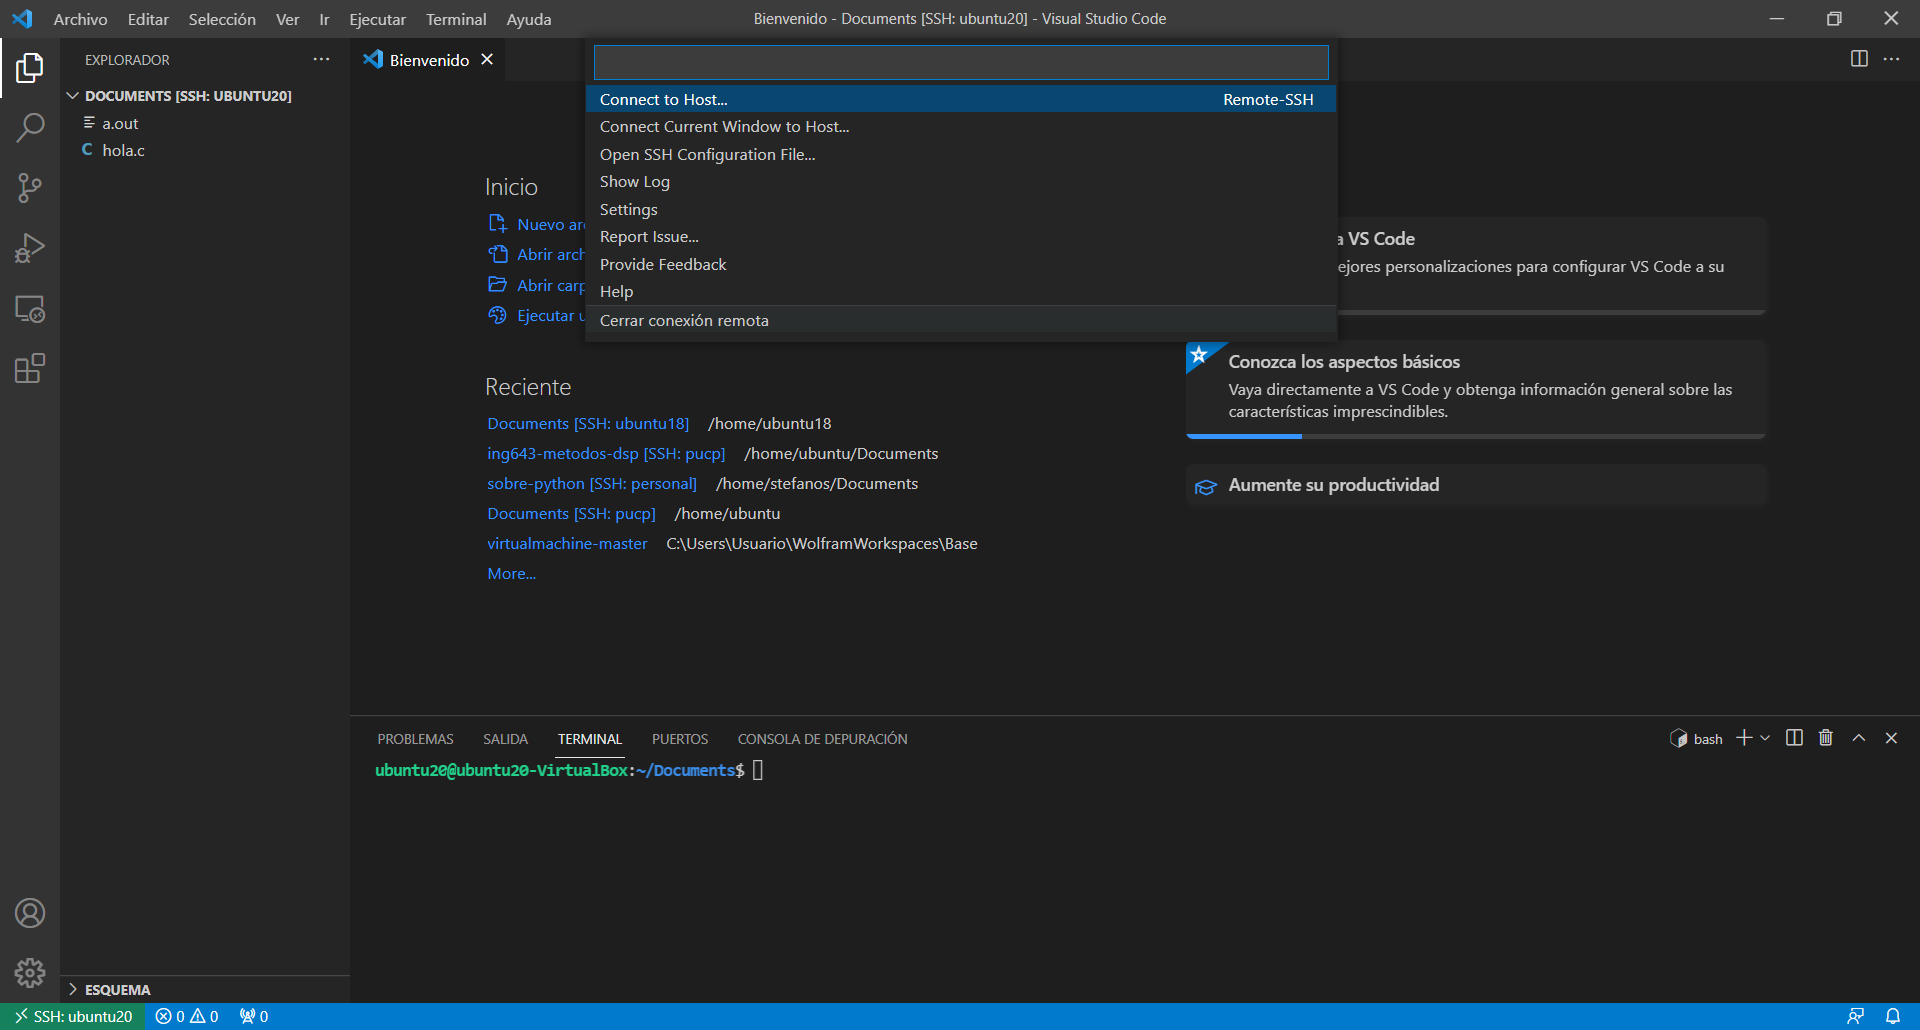 Archivo Editar Selección Ver Ir Ejecutar Terminal Ayuda
Bienvenido - Documents [SSH: ubuntu20] - Visual Studio Code
EXPLORADOR
Bienvenido
DOCUMENTS [SSH: UBUNTU20]
a.out
C hola.c
Connect to Host... Remote-SSH
Connect Current Window to Host...
Open SSH Configuration File...
Show Log
Settings
Report Issue...
Provide Feedback
Help
Cerrar conexión remota
Inicio
Nuevo
Abrir
Abrir
Ejecutar
Reciente
Documents [SSH: ubuntu18] /home/ubuntu18
ing643-metodos-dsp [SSH: pucp] /home/ubuntu/Documents
sobre-python [SSH: personal] /home/stefanos/Documents
Documents [SSH: pucp] /home/ubuntu
virtualmachine-master C:\Users\Usuario\WolframWorkspaces\Base
More...
a VS Code
ejores personalizaciones para configurar VS Code a su
Conozca los aspectos básicos
Vaya directamente a VS Code y obtenga información general sobre las
características imprescindibles.
Aumente su productividad
PROBLEMAS SALIDA TERMINAL PUERTOS CONSOLA DE DEPURACIÓN
bash
ubuntu20@ubuntu20-VirtualBox:~/Documents$
ESQUEMA
SSH: ubuntu20 0 0 0